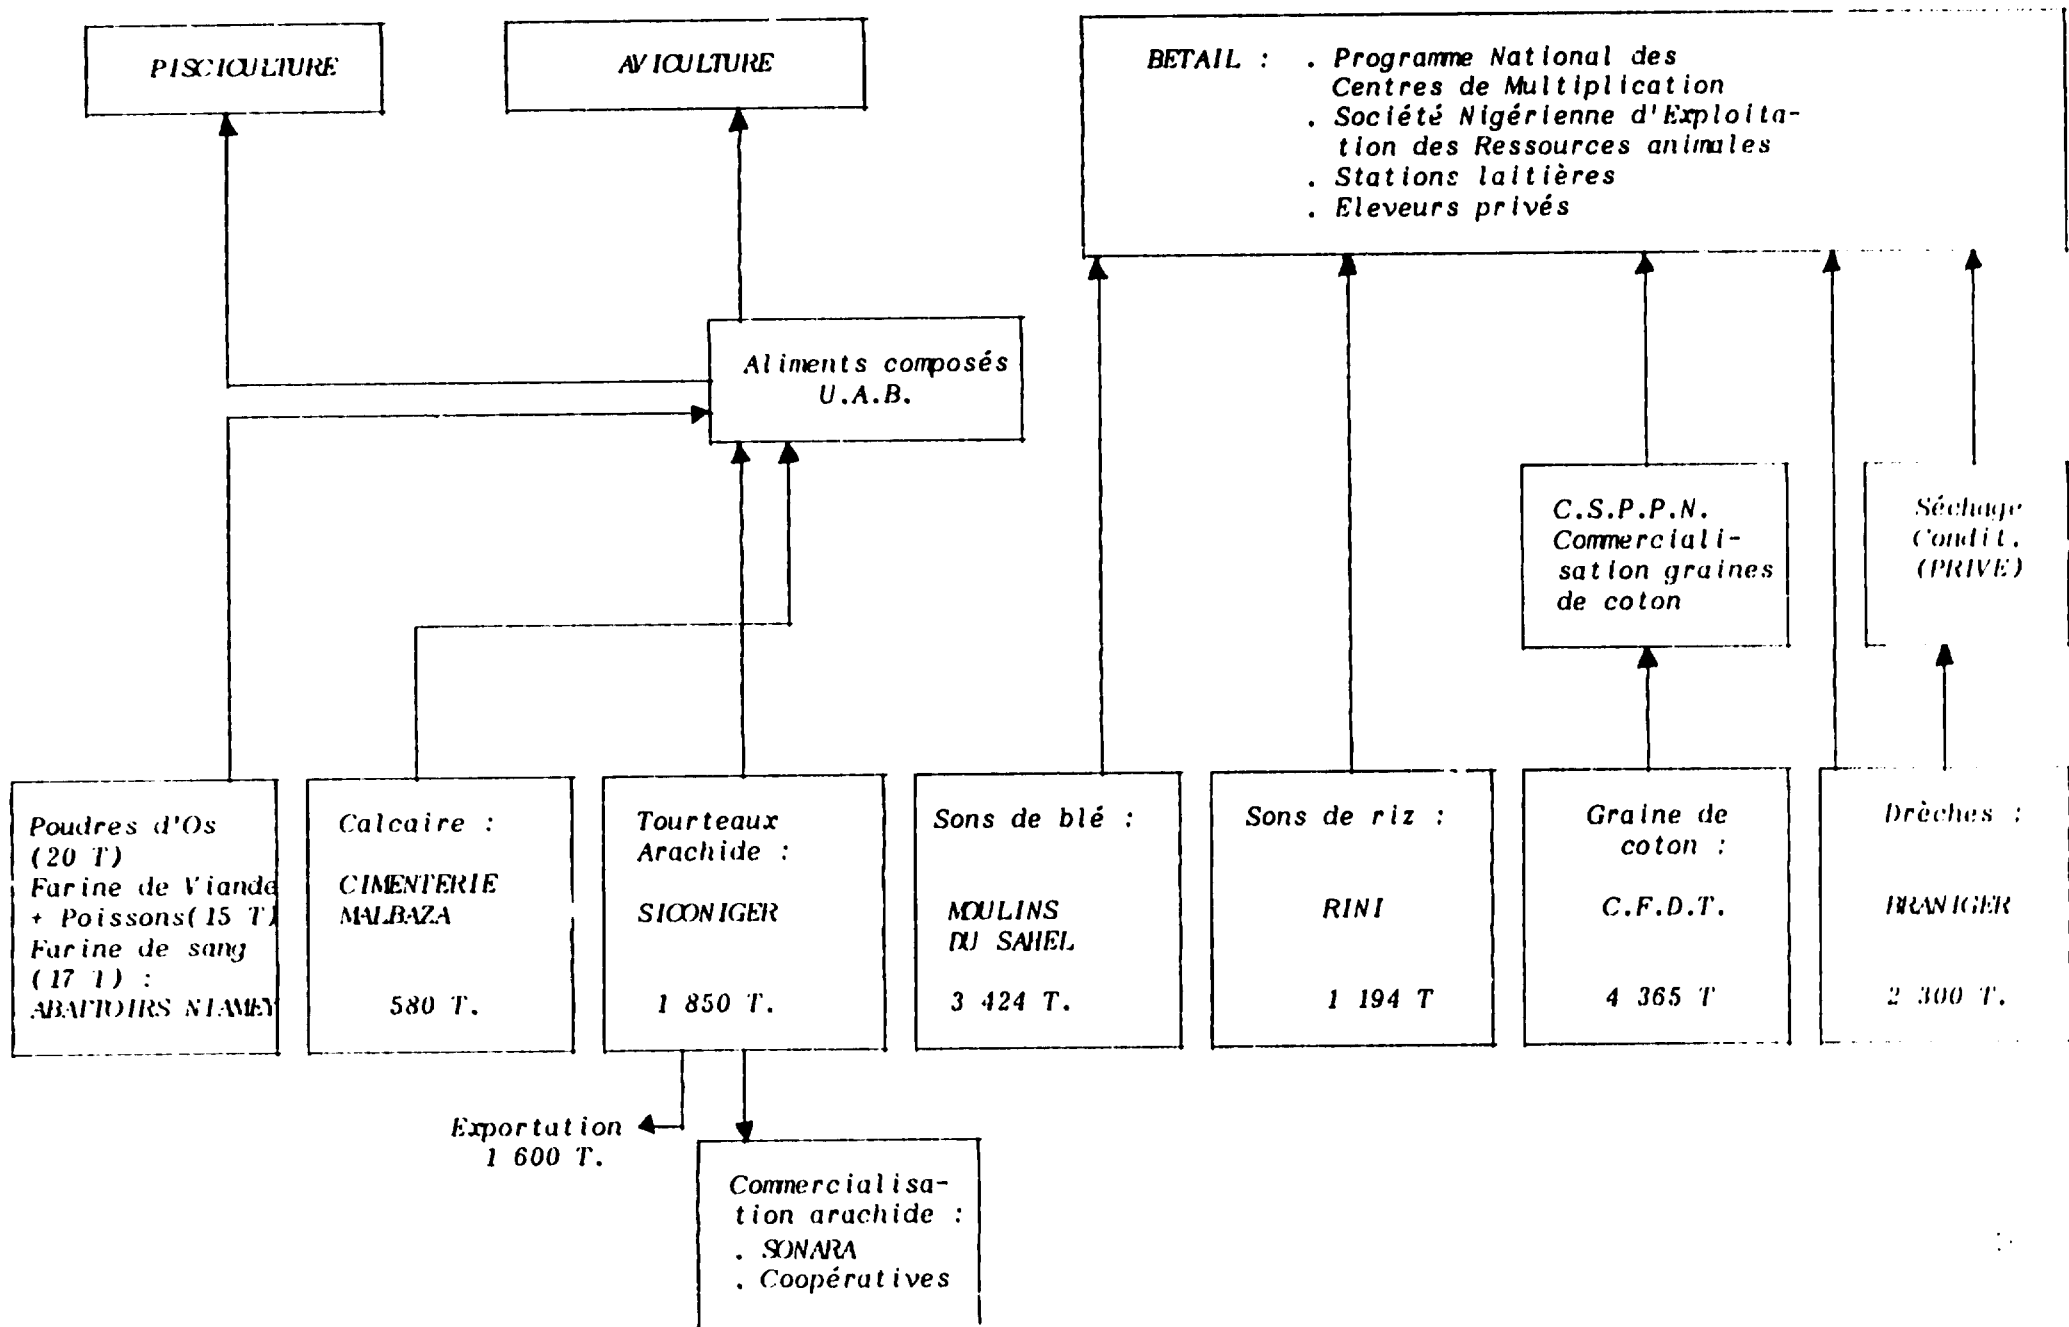 PISCICULTURE
AVICULTURE
BETAIL : . Programme National des
Centres de Multiplication
. Société Nigérienne d'Exploita-
tion des Ressources animales
. Stations laitières
. Eleveurs privés
Aliments composés
U.A.B.
C.S.P.P.N.
Commerciali-
sation graines
de coton
Séchage
Condit.
(PRIVE)
Poudres d'Os
(20 T)
Farine de Viande
+ Poissons(15 T)
Farine de sang
(17 T) :
ABATTOIRS NIAMEY
Calcaire :
CIMENTERIE
MALBAZA
580 T.
Tourteaux
Arachide :
SICONIGER
1 850 T.
Sons de blé :
MOULINS
DU SAHEL
3 424 T.
Sons de riz :
RINI
1 194 T
Graine de
coton :
C.F.D.T.
4 365 T
Drèches :
BRANIGER
2 300 T.
Exportation
1 600 T.
Commercialisa-
tion arachide :
. SONARA
. Coopératives